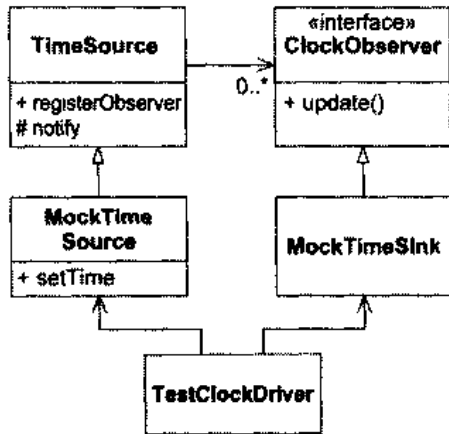 TimeSource
+ registerObserver
# notify
0..*
«interface»
ClockObserver
+ update()
MockTime
Source
+ setTime
MockTimeSink
TestClockDriver